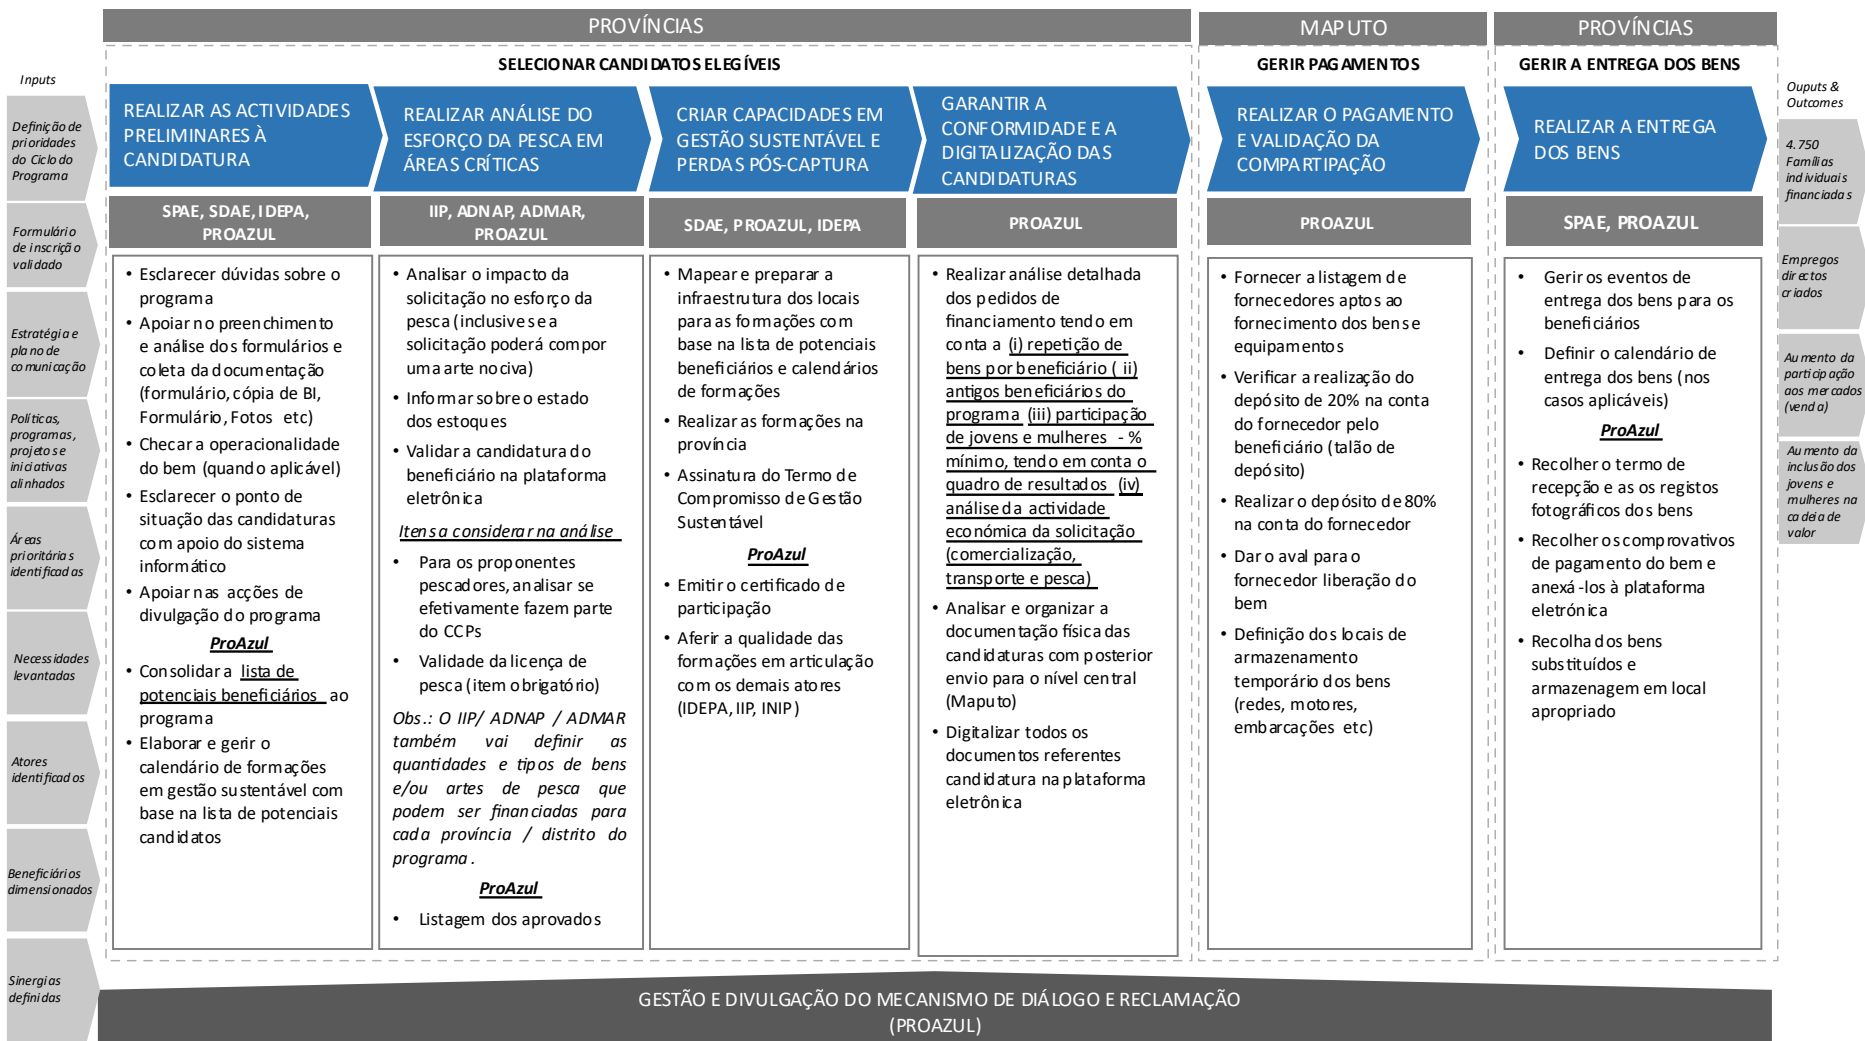 PROVÍNCIAS
MAPUTO
PROVÍNCIAS
SELECIONAR CANDIDATOS ELEGÍVEIS
GERIR PAGAMENTOS
GERIR A ENTREGA DOS BENS
Inputs
Definição de
prioridades
do Ciclo do
Programa
Formulário
de inscrição
validado
Estratégia e
plano de
comunicação
Políticas,
programas,
projetos e
iniciativas
alinhados
Áreas
prioritárias
identificadas
Necessidades
levantadas
Atores
identificados
Beneficiários
dimensionados
Sinergias
definidas
REALIZAR AS ACTIVIDADES
PRELIMINARES À
CANDIDATURA
SPAE, SDAE, IDEPA,
PROAZUL
• Esclarecer dúvidas sobre o
programa
• Apoiar no preenchimento
e análise dos formulários e
coleta da documentação
(formulário, cópia de BI,
Formulário, Fotos etc)
• Checar a operacionalidade
do bem (quando aplicável)
• Esclarecer o ponto de
situação das candidaturas
com apoio do sistema
informático
• Apoiar nas acções de
divulgação do programa
ProAzul
• Consolidar a lista de
potenciais beneficiários ao
programa
• Elaborar e gerir o
calendário de formações
em gestão sustentável com
base na lista de potenciais
candidatos
REALIZAR ANÁLISE DO
ESFORÇO DA PESCA EM
ÁREAS CRÍTICAS
IIP, ADNAP, ADMAR,
PROAZUL
• Analisar o impacto da
solicitação no esforço da
pesca (inclusive se a
solicitação poderá compor
uma arte nociva)
• Informar sobre o estado
dos estoques
• Validar a candidatura do
beneficiário na plataforma
eletrônica
Itens a considerar na análise
• Para os proponentes
pescadores, analisar se
efetivamente fazem parte
do CCPs
• Validade da licença de
pesca (item obrigatório)
Obs.: O IIP/ ADNAP / ADMAR
também vai definir as
quantidades e tipos de bens
e/ou artes de pesca que
podem ser financiadas para
cada província / distrito do
programa.
ProAzul
• Listagem dos aprovados
CRIAR CAPACIDADES EM
GESTÃO SUSTENTÁVEL E
PERDAS PÓS-CAPTURA
SDAE, PROAZUL, IDEPA
• Mapear e preparar a
infraestrutura dos locais
para as formações com
base na lista de potenciais
beneficiários e calendários
de formações
• Realizar as formações na
província
• Assinatura do Termo de
Compromisso de Gestão
Sustentável
ProAzul
• Emitir o certificado de
participação
• Aferir a qualidade das
formações em articulação
com os demais atores
(IDEPA, IIP, INIP)
GARANTIR A
CONFORMIDADE E A
DIGITALIZAÇÃO DAS
CANDIDATURAS
PROAZUL
• Realizar análise detalhada
dos pedidos de
financiamento tendo em
conta a (i) repetição de
bens por beneficiário ( ii)
antigos beneficiários do
programa (iii) participação
de jovens e mulheres - %
mínimo, tendo em conta o
quadro de resultados (iv)
análise da actividade
económica da solicitação
(comercialização,
transporte e pesca)
• Analisar e organizar a
documentação física das
candidaturas com posterior
envio para o nível central
(Maputo)
• Digitalizar todos os
documentos referentes
candidatura na plataforma
eletrônica
REALIZAR O PAGAMENTO
E VALIDAÇÃO DA
COMPARTIPAÇÃO
PROAZUL
• Fornecer a listagem de
fornecedores aptos ao
fornecimento dos bens e
equipamentos
• Verificar a realização do
depósito de 20% na conta
do fornecedor pelo
beneficiário (talão de
depósito)
• Realizar o depósito de 80%
na conta do fornecedor
• Dar o aval para o
fornecedor liberação do
bem
• Definição dos locais de
armazenamento
temporário dos bens
(redes, motores,
embarcações etc)
REALIZAR A ENTREGA
DOS BENS
SPAE, PROAZUL
• Gerir os eventos de
entrega dos bens para os
beneficiários
• Definir o calendário de
entrega dos bens (nos
casos aplicáveis)
ProAzul
• Recolher o termo de
recepção e as os registos
fotográficos dos bens
• Recolher os comprovativos
de pagamento do bem e
anexá-los à plataforma
eletrónica
• Recolha dos bens
substituídos e
armazenagem em local
apropriado
Ouputs &
Outcomes
4.750
Famílias
individuais
financiadas
Empregos
directos
criados
Aumento da
participação
aos mercados
(venda)
Aumento da
inclusão dos
jovens e
mulheres na
cadeia de
valor
GESTÃO E DIVULGAÇÃO DO MECANISMO DE DIÁLOGO E RECLAMAÇÃO
(PROAZUL)